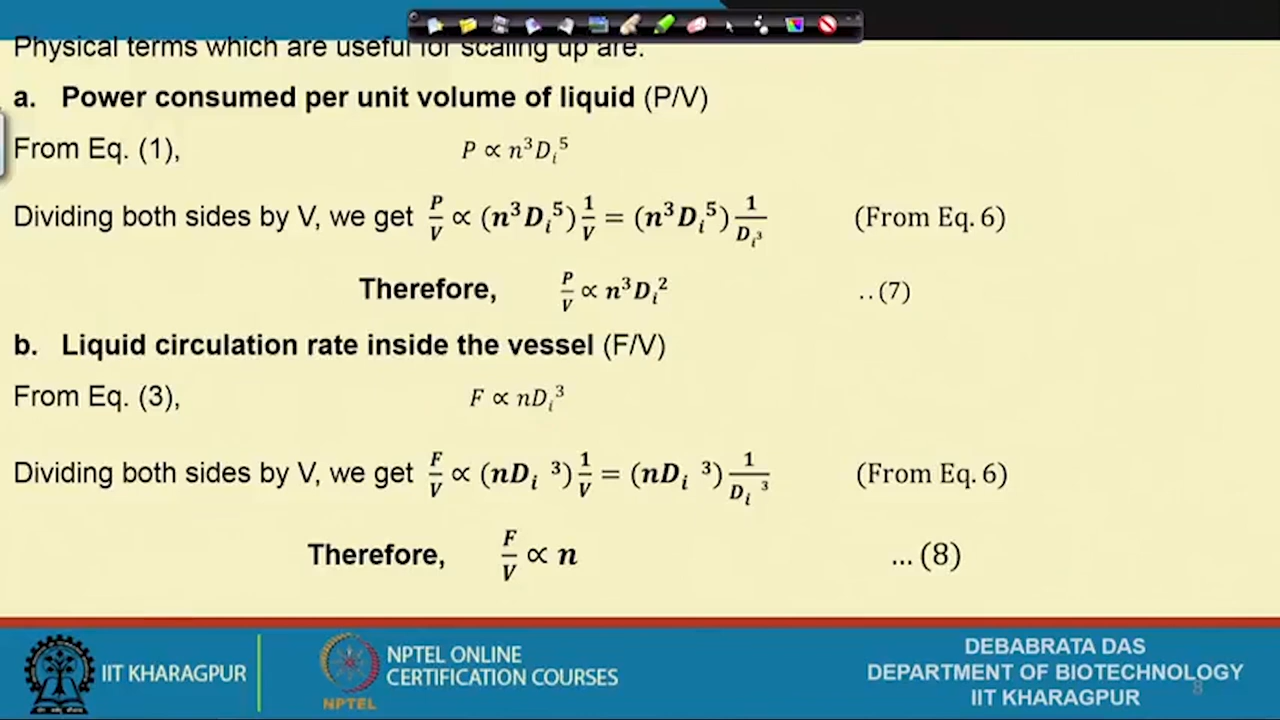 Physical terms which are useful for scaling up are:
a. Power consumed per unit volume of liquid (P/V)
From Eq. (1), P ∝ n³Dᵢ⁵
Dividing both sides by V, we get P/V ∝ (n³Dᵢ⁵) 1/V = (n³Dᵢ⁵) 1/Dᵢ³ (From Eq. 6)
Therefore, P/V ∝ n³Dᵢ² ..(7)
b. Liquid circulation rate inside the vessel (F/V)
From Eq. (3), F ∝ nDᵢ³
Dividing both sides by V, we get F/V ∝ (nDᵢ ³) 1/V = (nDᵢ ³) 1/Dᵢ ³ (From Eq. 6)
Therefore, F/V ∝ n ... (8)
IIT KHARAGPUR
NPTEL
NPTEL ONLINE
CERTIFICATION COURSES
DEBABRATA DAS
DEPARTMENT OF BIOTECHNOLOGY
IIT KHARAGPUR
8